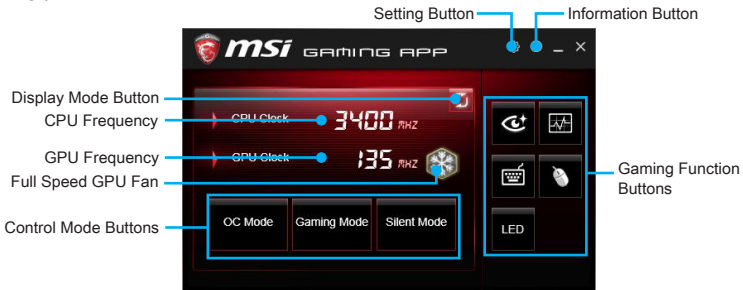 Setting Button
Information Button
msi GAMING APP
Display Mode Button
CPU Clock 3400 MHZ
CPU Frequency
GPU Frequency
GPU Clock 135 MHZ
Full Speed GPU Fan
Gaming Function
Buttons
Control Mode Buttons
OC Mode
Gaming Mode
Silent Mode
LED